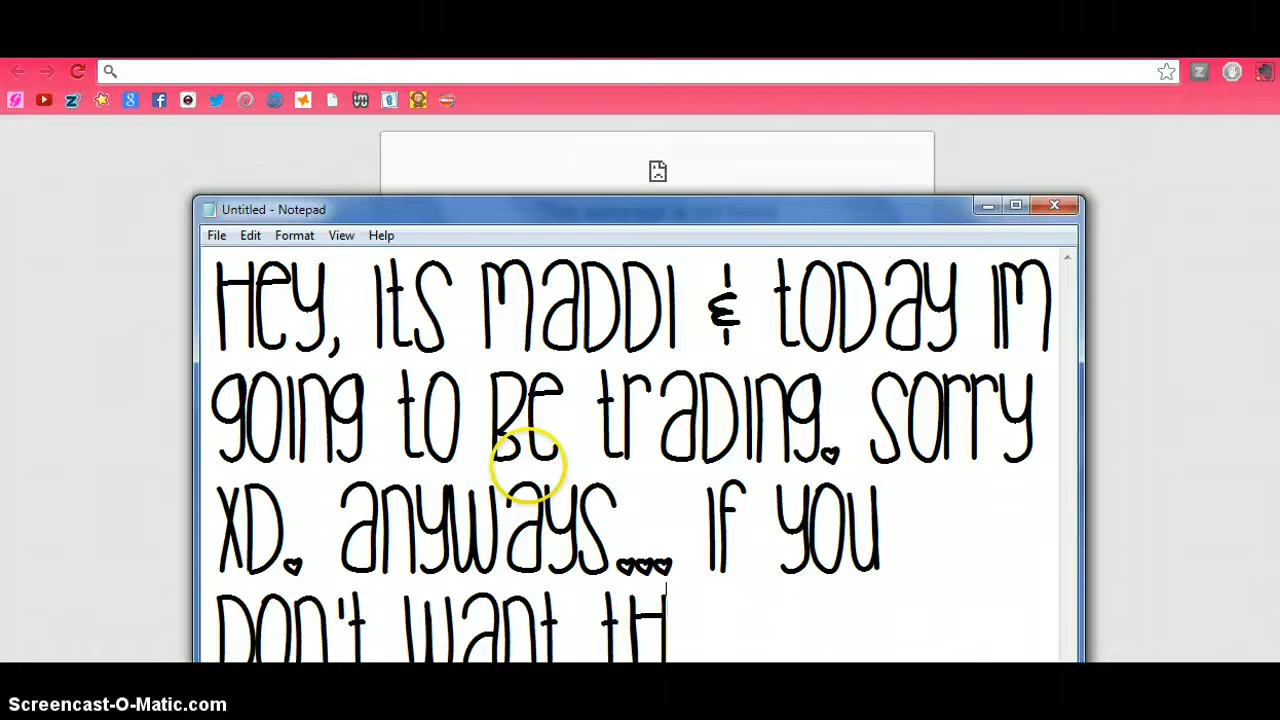 Untitled - Notepad
File Edit Format View Help
Hey, its maddi & today im
going to be trading. sorry
XD. anyways... if you
don't want th
Screencast-O-Matic.com